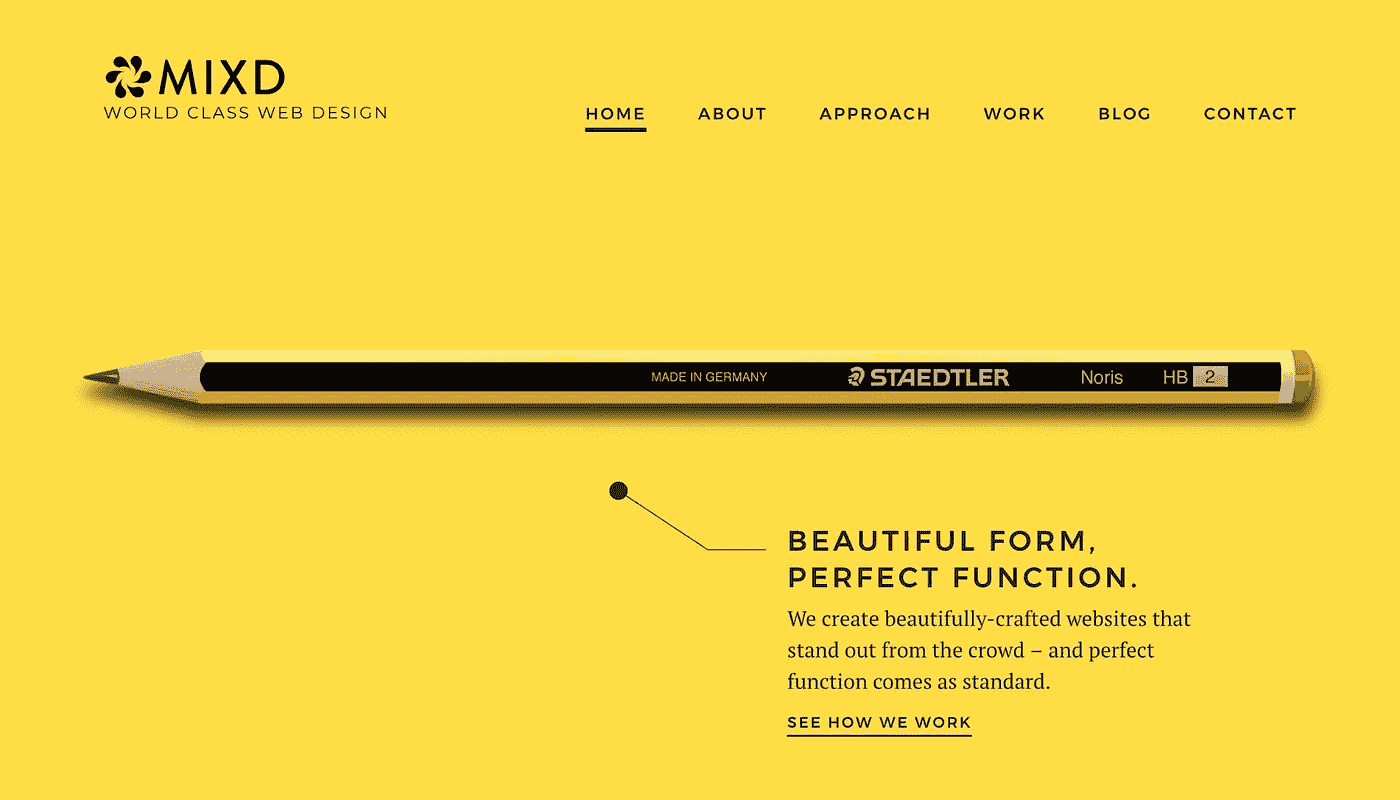 MIXD
WORLD CLASS WEB DESIGN
HOME ABOUT APPROACH WORK BLOG CONTACT
MADE IN GERMANY STAEDTLER Noris HB 2
BEAUTIFUL FORM,
PERFECT FUNCTION.
We create beautifully-crafted websites that
stand out from the crowd – and perfect
function comes as standard.
SEE HOW WE WORK